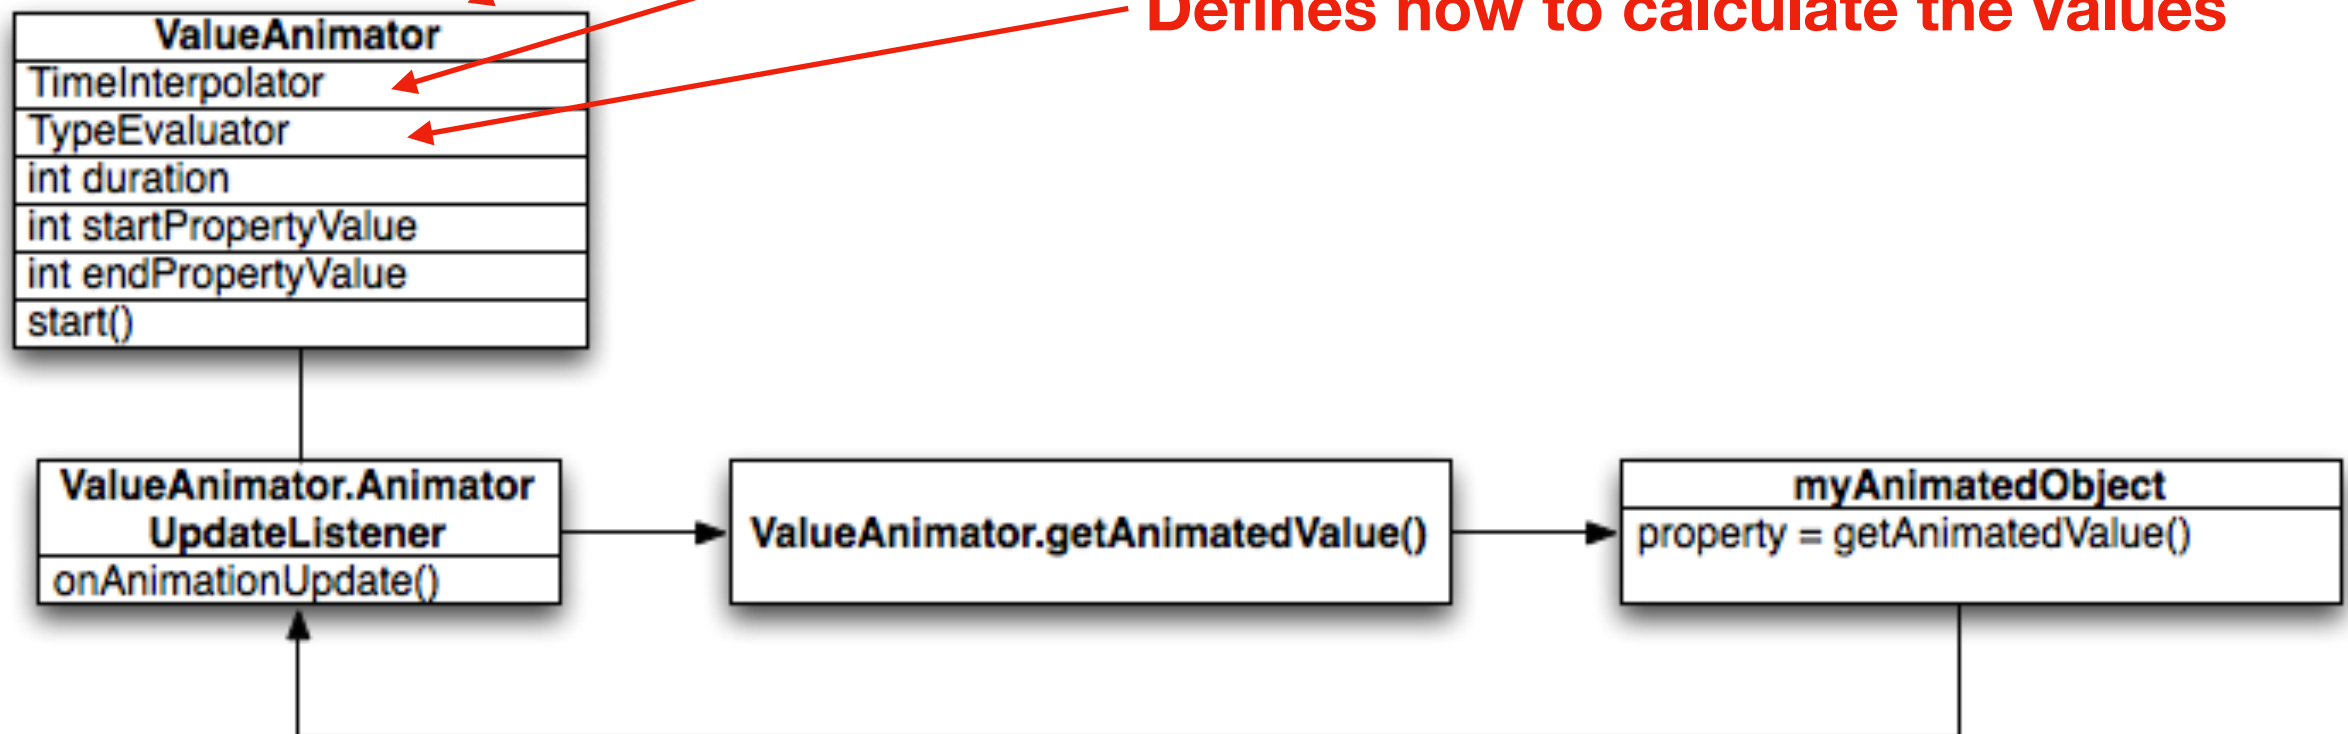 Defines how to calculate the values
ValueAnimator
TimeInterpolator
TypeEvaluator
int duration
int startPropertyValue
int endPropertyValue
start()
ValueAnimator.Animator
UpdateListener
onAnimationUpdate()
ValueAnimator.getAnimatedValue()
myAnimatedObject
property = getAnimatedValue()